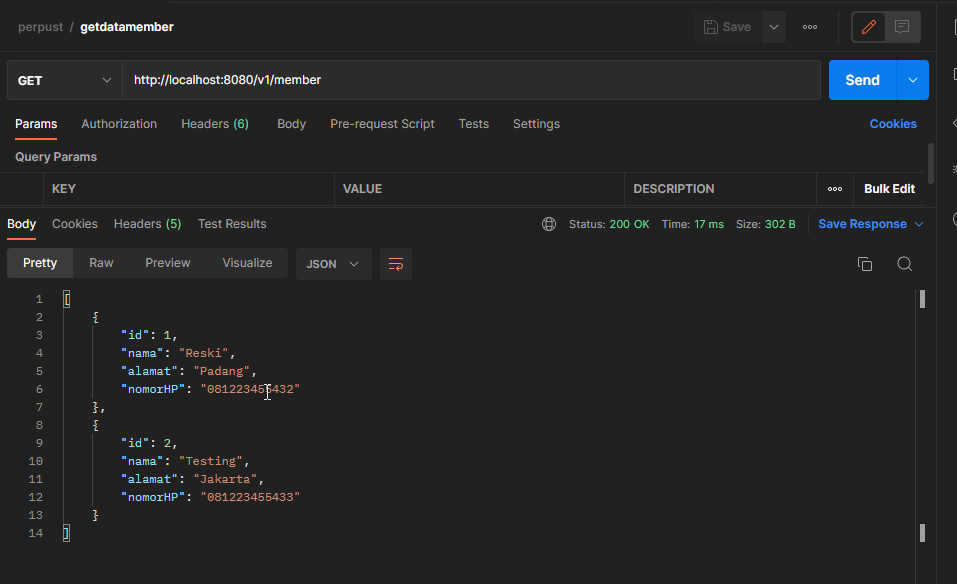 perpust / getdatamember Save
GET http://localhost:8080/v1/member Send
Params Authorization Headers (6) Body Pre-request Script Tests Settings Cookies
Query Params
KEY VALUE DESCRIPTION Bulk Edit
Body Cookies Headers (5) Test Results Status: 200 OK Time: 17 ms Size: 302 B Save Response
Pretty Raw Preview Visualize JSON
1 [
2 {
3 "id": 1,
4 "nama": "Reski",
5 "alamat": "Padang",
6 "nomorHP": "081223455432"
7 },
8 {
9 "id": 2,
10 "nama": "Testing",
11 "alamat": "Jakarta",
12 "nomorHP": "081223455433"
13 }
14 ]